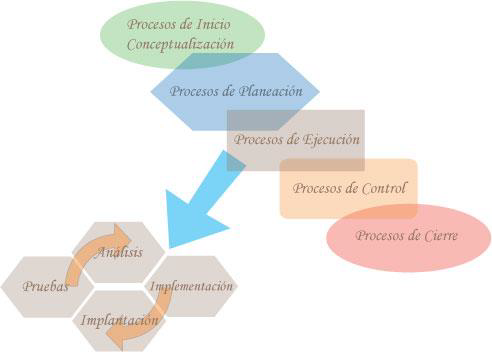 Procesos de Inicio
Conceptualización
Procesos de Planeación
Procesos de Ejecución
Procesos de Control
Procesos de Cierre
Análisis
Pruebas
Implementación
Implantación